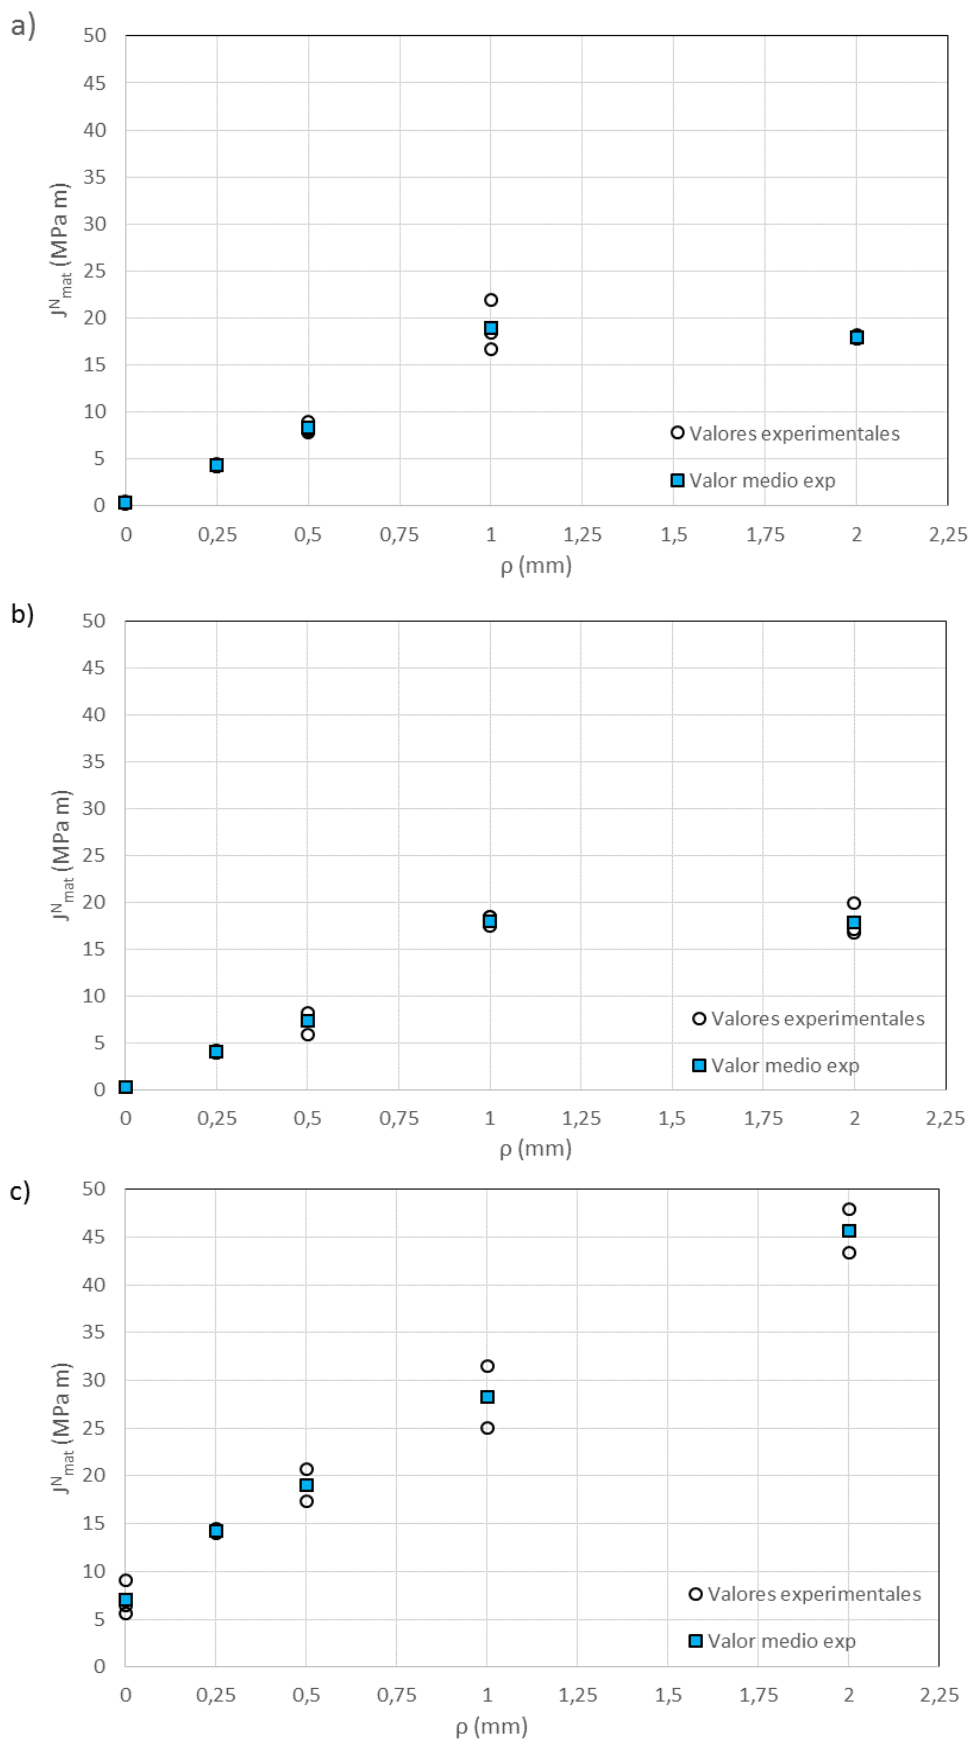 a)
50
45
40
35
30
25
20
15
10
5
0
J^N_mat (MPa m)
Valores experimentales
Valor medio exp
0 0,25 0,5 0,75 1 1,25 1,5 1,75 2 2,25
ρ (mm)
b)
50
45
40
35
30
25
20
15
10
5
0
J^N_mat (MPa m)
Valores experimentales
Valor medio exp
0 0,25 0,5 0,75 1 1,25 1,5 1,75 2 2,25
ρ (mm)
c)
50
45
40
35
30
25
20
15
10
5
0
J^N_mat (MPa m)
Valores experimentales
Valor medio exp
0 0,25 0,5 0,75 1 1,25 1,5 1,75 2 2,25
ρ (mm)